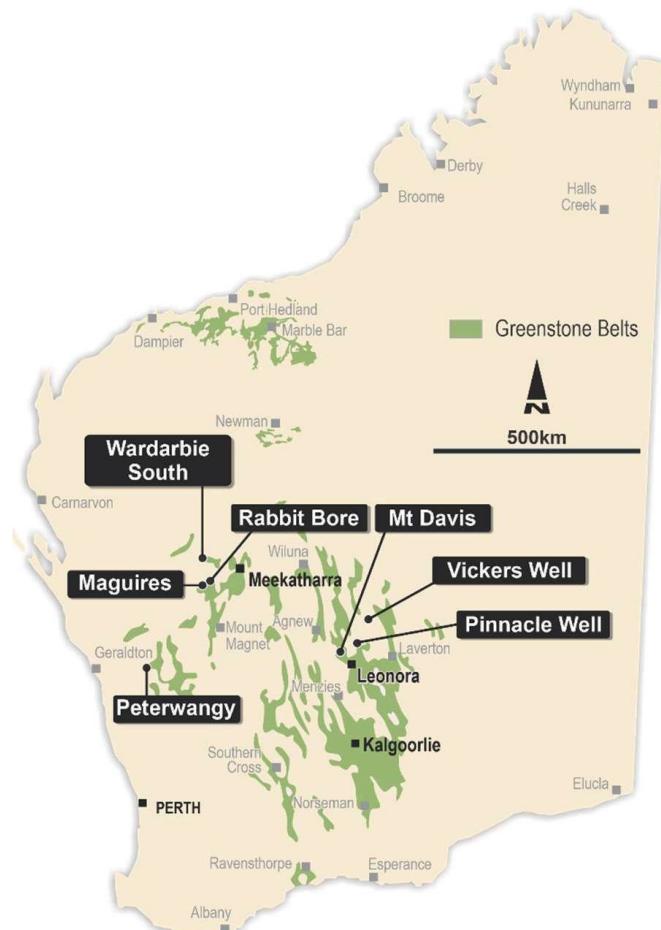 Wyndham
Kununarra
Derby
Broome
Halls
Creek
Port Hedland
Marble Bar
Dampier
Greenstone Belts
N
500km
Newman
Wardarbie
South
Carnarvon
Rabbit Bore
Mt Davis
Wiluna
Meekatharra
Maguires
Vickers Well
Mount
Magnet
Agnew
Pinnacle Well
Geraldton
Laverton
Leonora
Menzies
Peterwangy
Kalgoorlie
Southern
Cross
Elucla
PERTH
Norseman
Ravensthorpe
Esperance
Albany